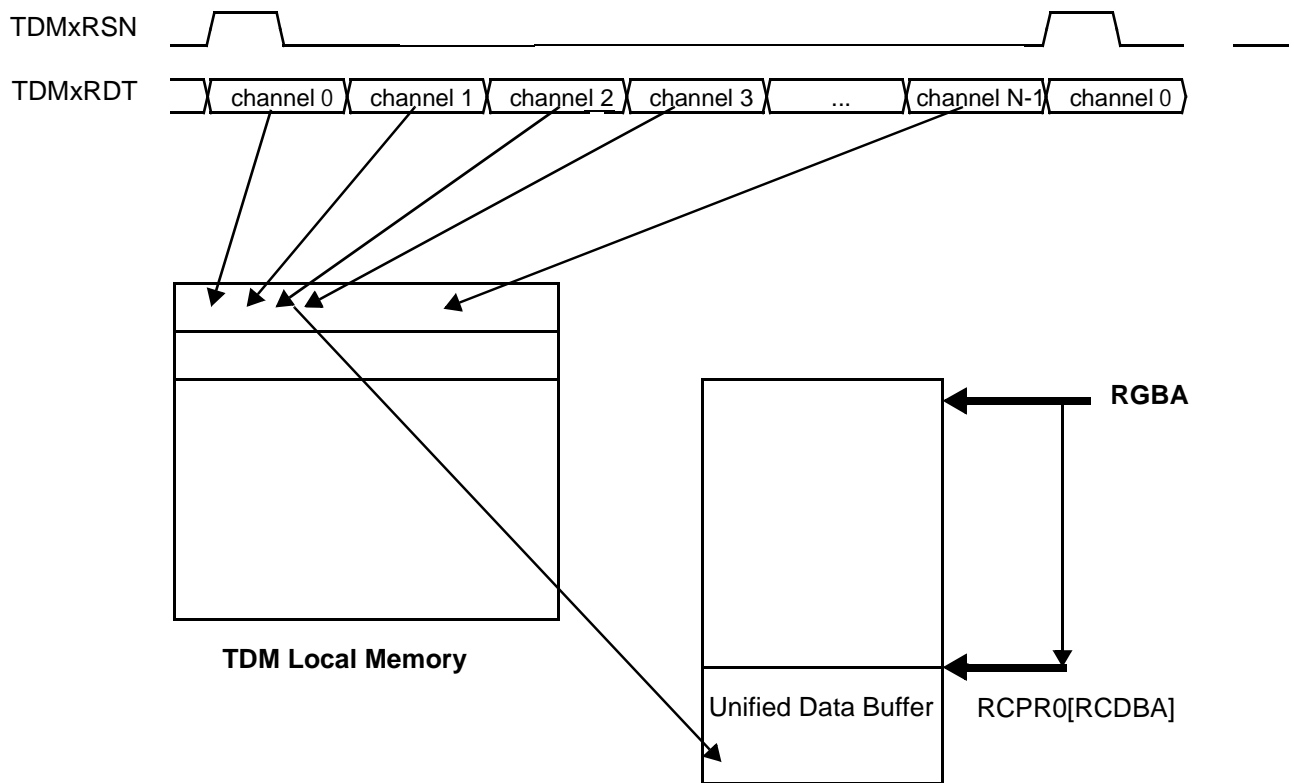 TDMxRSN
TDMxRDT
channel 0 channel 1 channel 2 channel 3 ... channel N-1 channel 0
RGBA
TDM Local Memory
Unified Data Buffer
RCPR0[RCDBA]